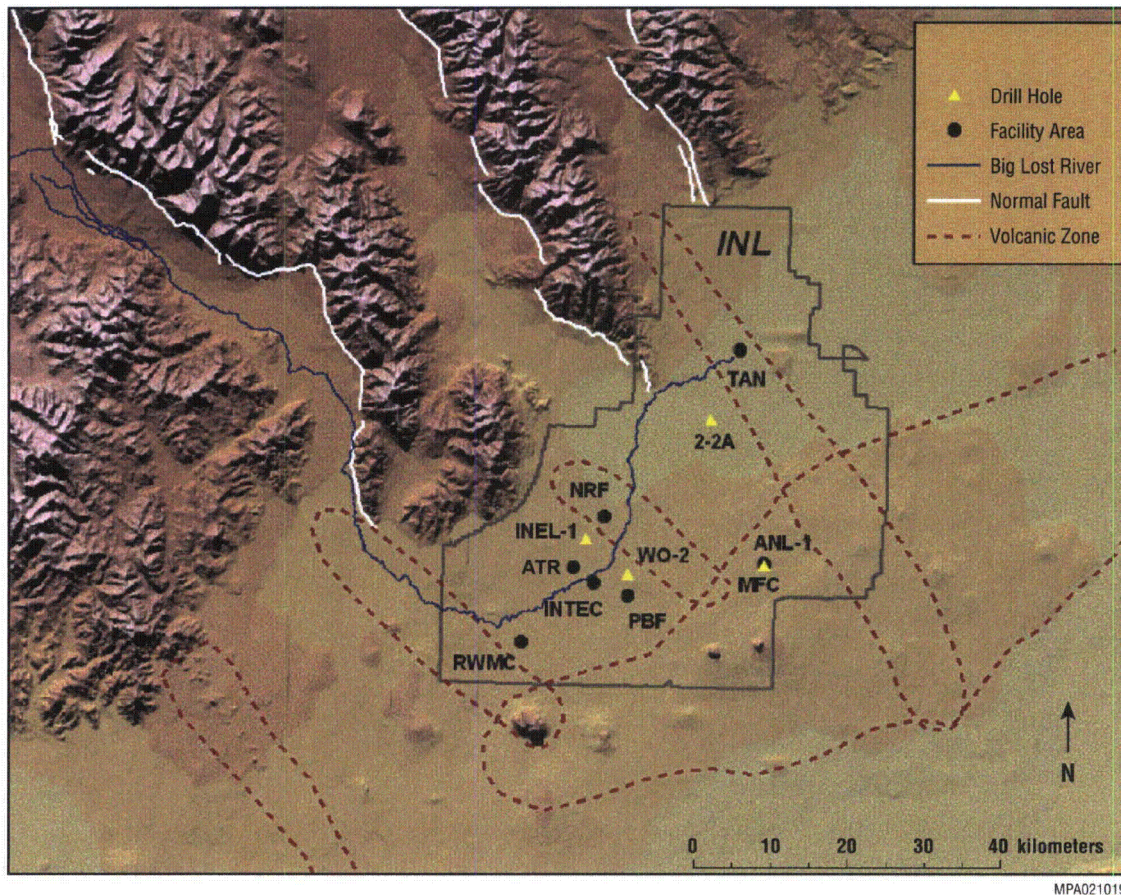 Drill Hole
Facility Area
Big Lost River
Normal Fault
Volcanic Zone
INL
TAN
2-2A
NRF
INEL-1
WO-2
ANL-1
ATR
MFC
INTEC
PBF
RWMC
N
0 10 20 30 40 kilometers
MPA021019